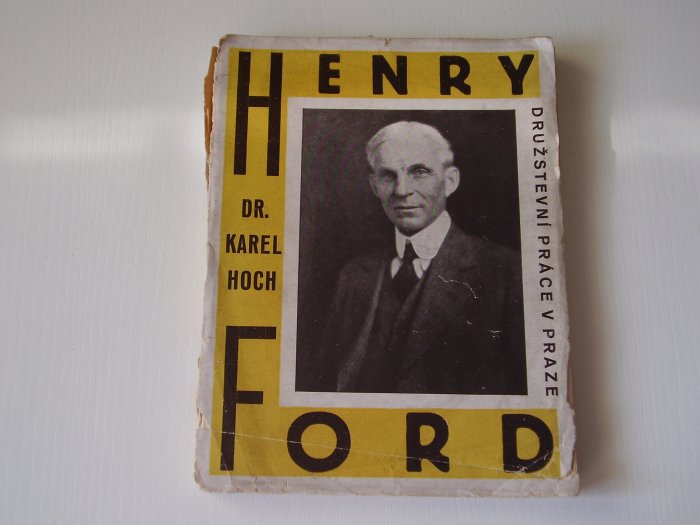 HENRY
DR.
KAREL
HOCH
FORD
DRUŽSTEVNÍ PRÁCE V PRAZE